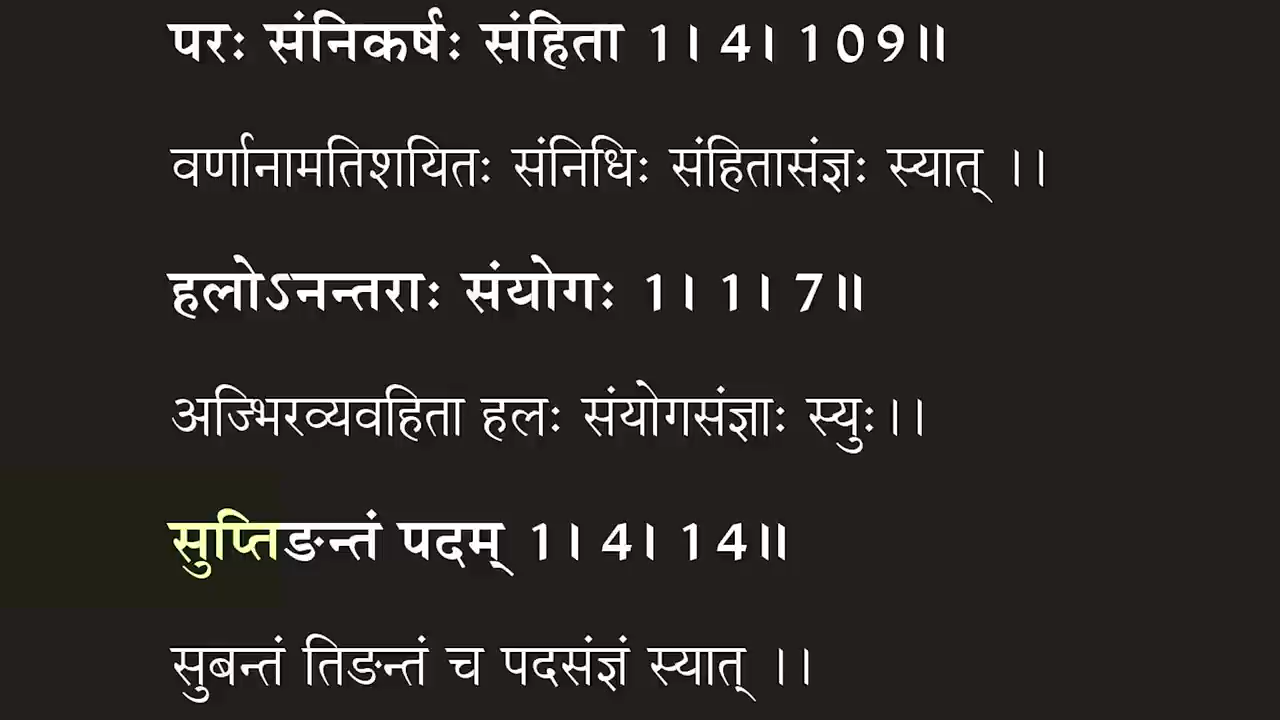 परः संनिकर्षः संहिता 1। 4। 109॥
वर्णानामतिशयितः संनिधिः संहितासंज्ञः स्यात् ।।
हलोऽनन्तराः संयोगः 1। 1। 7॥
अज्भिरव्यवहिता हलः संयोगसंज्ञाः स्युः।।
सुप्तिङन्तं पदम् 1। 4। 14॥
सुबन्तं तिङन्तं च पदसंज्ञं स्यात् ।।